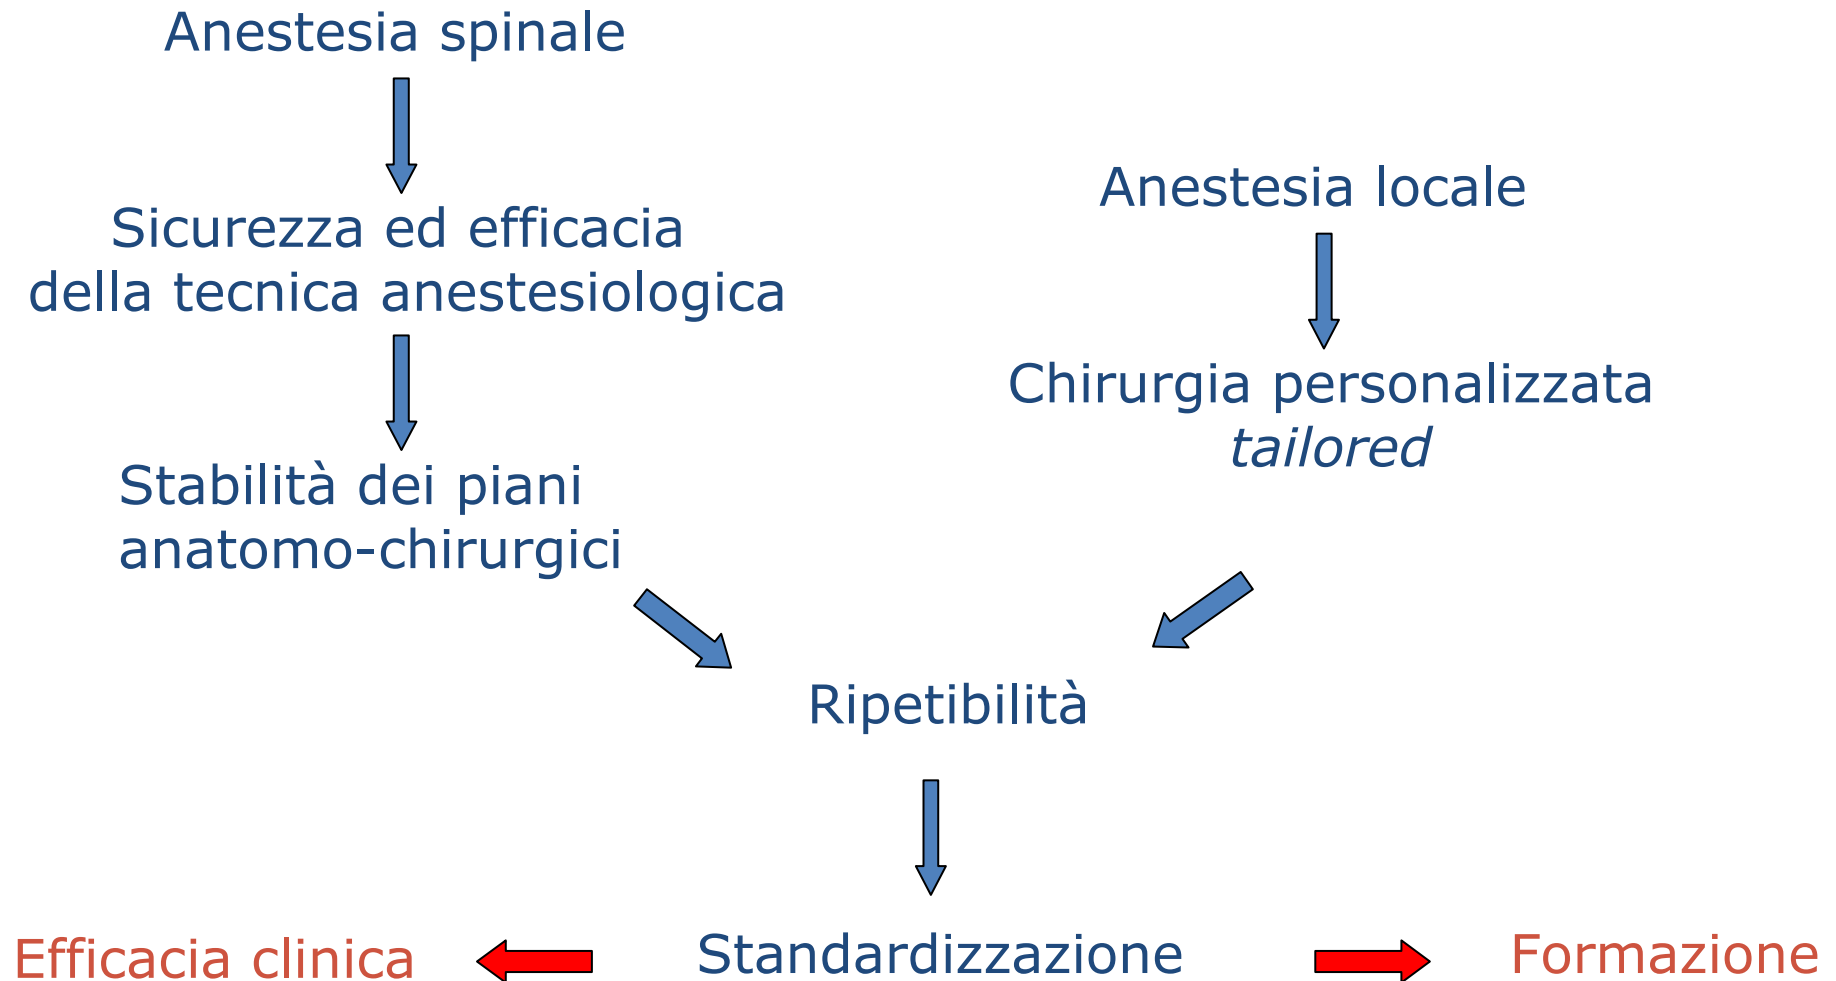 Anestesia spinale
Sicurezza ed efficacia
della tecnica anestesiologica
Stabilità dei piani
anatomo-chirurgici
Anestesia locale
Chirurgia personalizzata
tailored
Ripetibilità
Efficacia clinica
Standardizzazione
Formazione